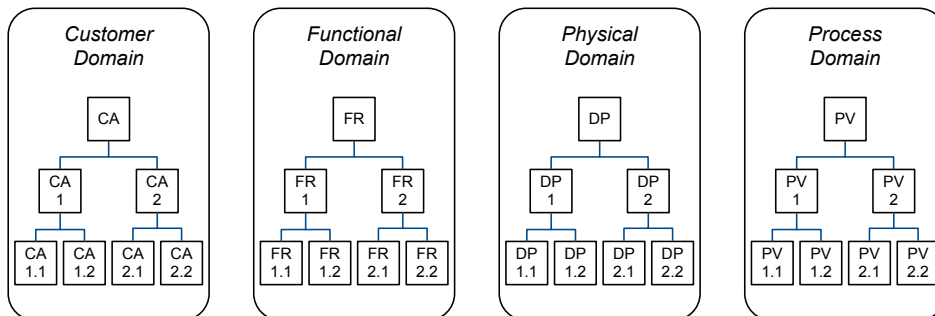 Customer
Domain
CA
CA
1
CA
2
CA
1.1
CA
1.2
CA
2.1
CA
2.2
Functional
Domain
FR
FR
1
FR
2
FR
1.1
FR
1.2
FR
2.1
FR
2.2
Physical
Domain
DP
DP
1
DP
2
DP
1.1
DP
1.2
DP
2.1
DP
2.2
Process
Domain
PV
PV
1
PV
2
PV
1.1
PV
1.2
PV
2.1
PV
2.2